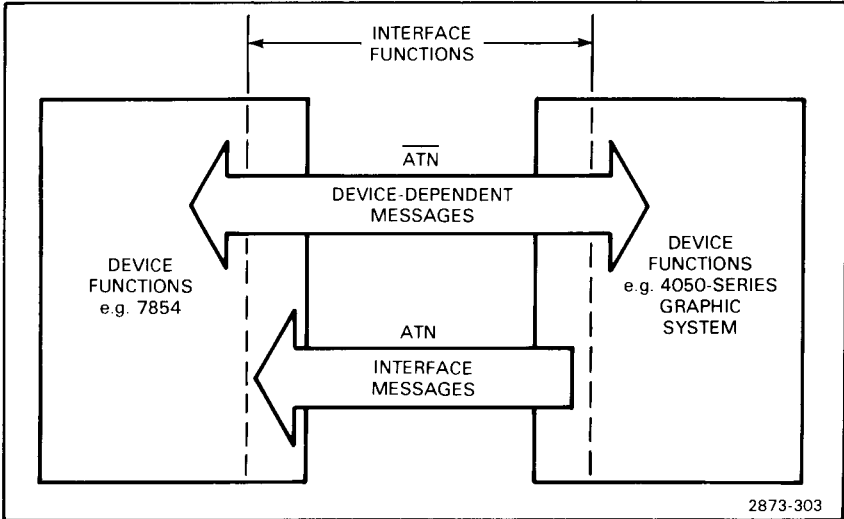 INTERFACE
FUNCTIONS
A̅T̅N̅
DEVICE-DEPENDENT
MESSAGES
DEVICE
FUNCTIONS
e.g. 7854
DEVICE
FUNCTIONS
e.g. 4050-SERIES
GRAPHIC
SYSTEM
ATN
INTERFACE
MESSAGES
2873-303